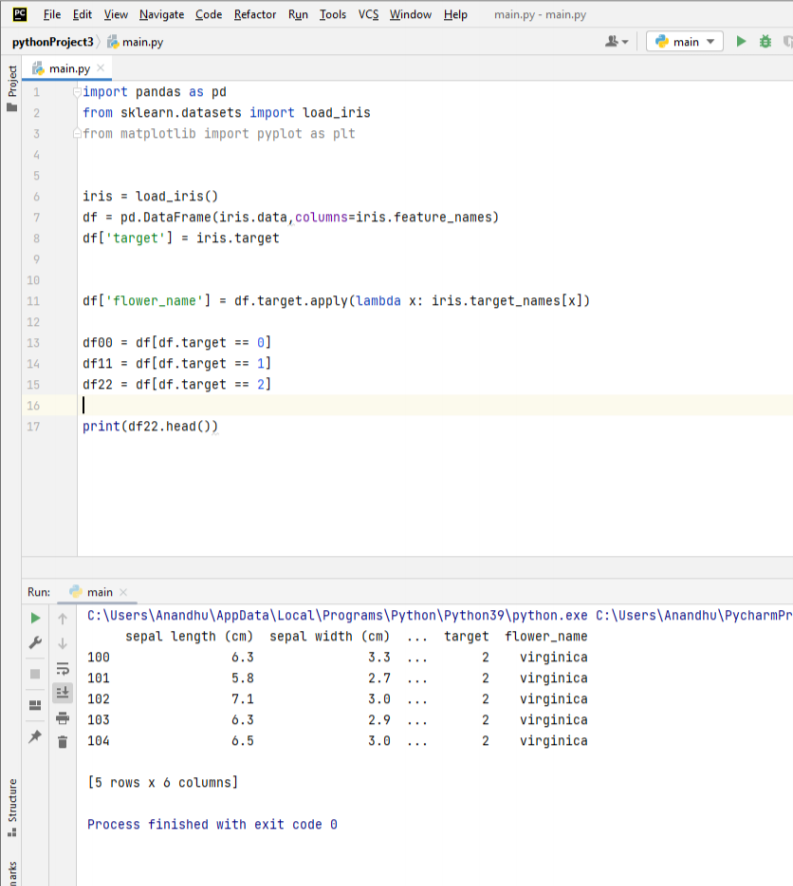 PC File Edit View Navigate Code Refactor Run Tools VCS Window Help main.py - main.py
pythonProject3 main.py main
Project
main.py
1 import pandas as pd
2 from sklearn.datasets import load_iris
3 from matplotlib import pyplot as plt
4
5
6 iris = load_iris()
7 df = pd.DataFrame(iris.data,columns=iris.feature_names)
8 df['target'] = iris.target
9
10
11 df['flower_name'] = df.target.apply(lambda x: iris.target_names[x])
12
13 df00 = df[df.target == 0]
14 df11 = df[df.target == 1]
15 df22 = df[df.target == 2]
16
17 print(df22.head())
Run: main
C:\Users\Anandhu\AppData\Local\Programs\Python\Python39\python.exe C:\Users\Anandhu\PycharmPr
sepal length (cm) sepal width (cm) ... target flower_name
100 6.3 3.3 ... 2 virginica
101 5.8 2.7 ... 2 virginica
102 7.1 3.0 ... 2 virginica
103 6.3 2.9 ... 2 virginica
104 6.5 3.0 ... 2 virginica
[5 rows x 6 columns]
Process finished with exit code 0
Structure